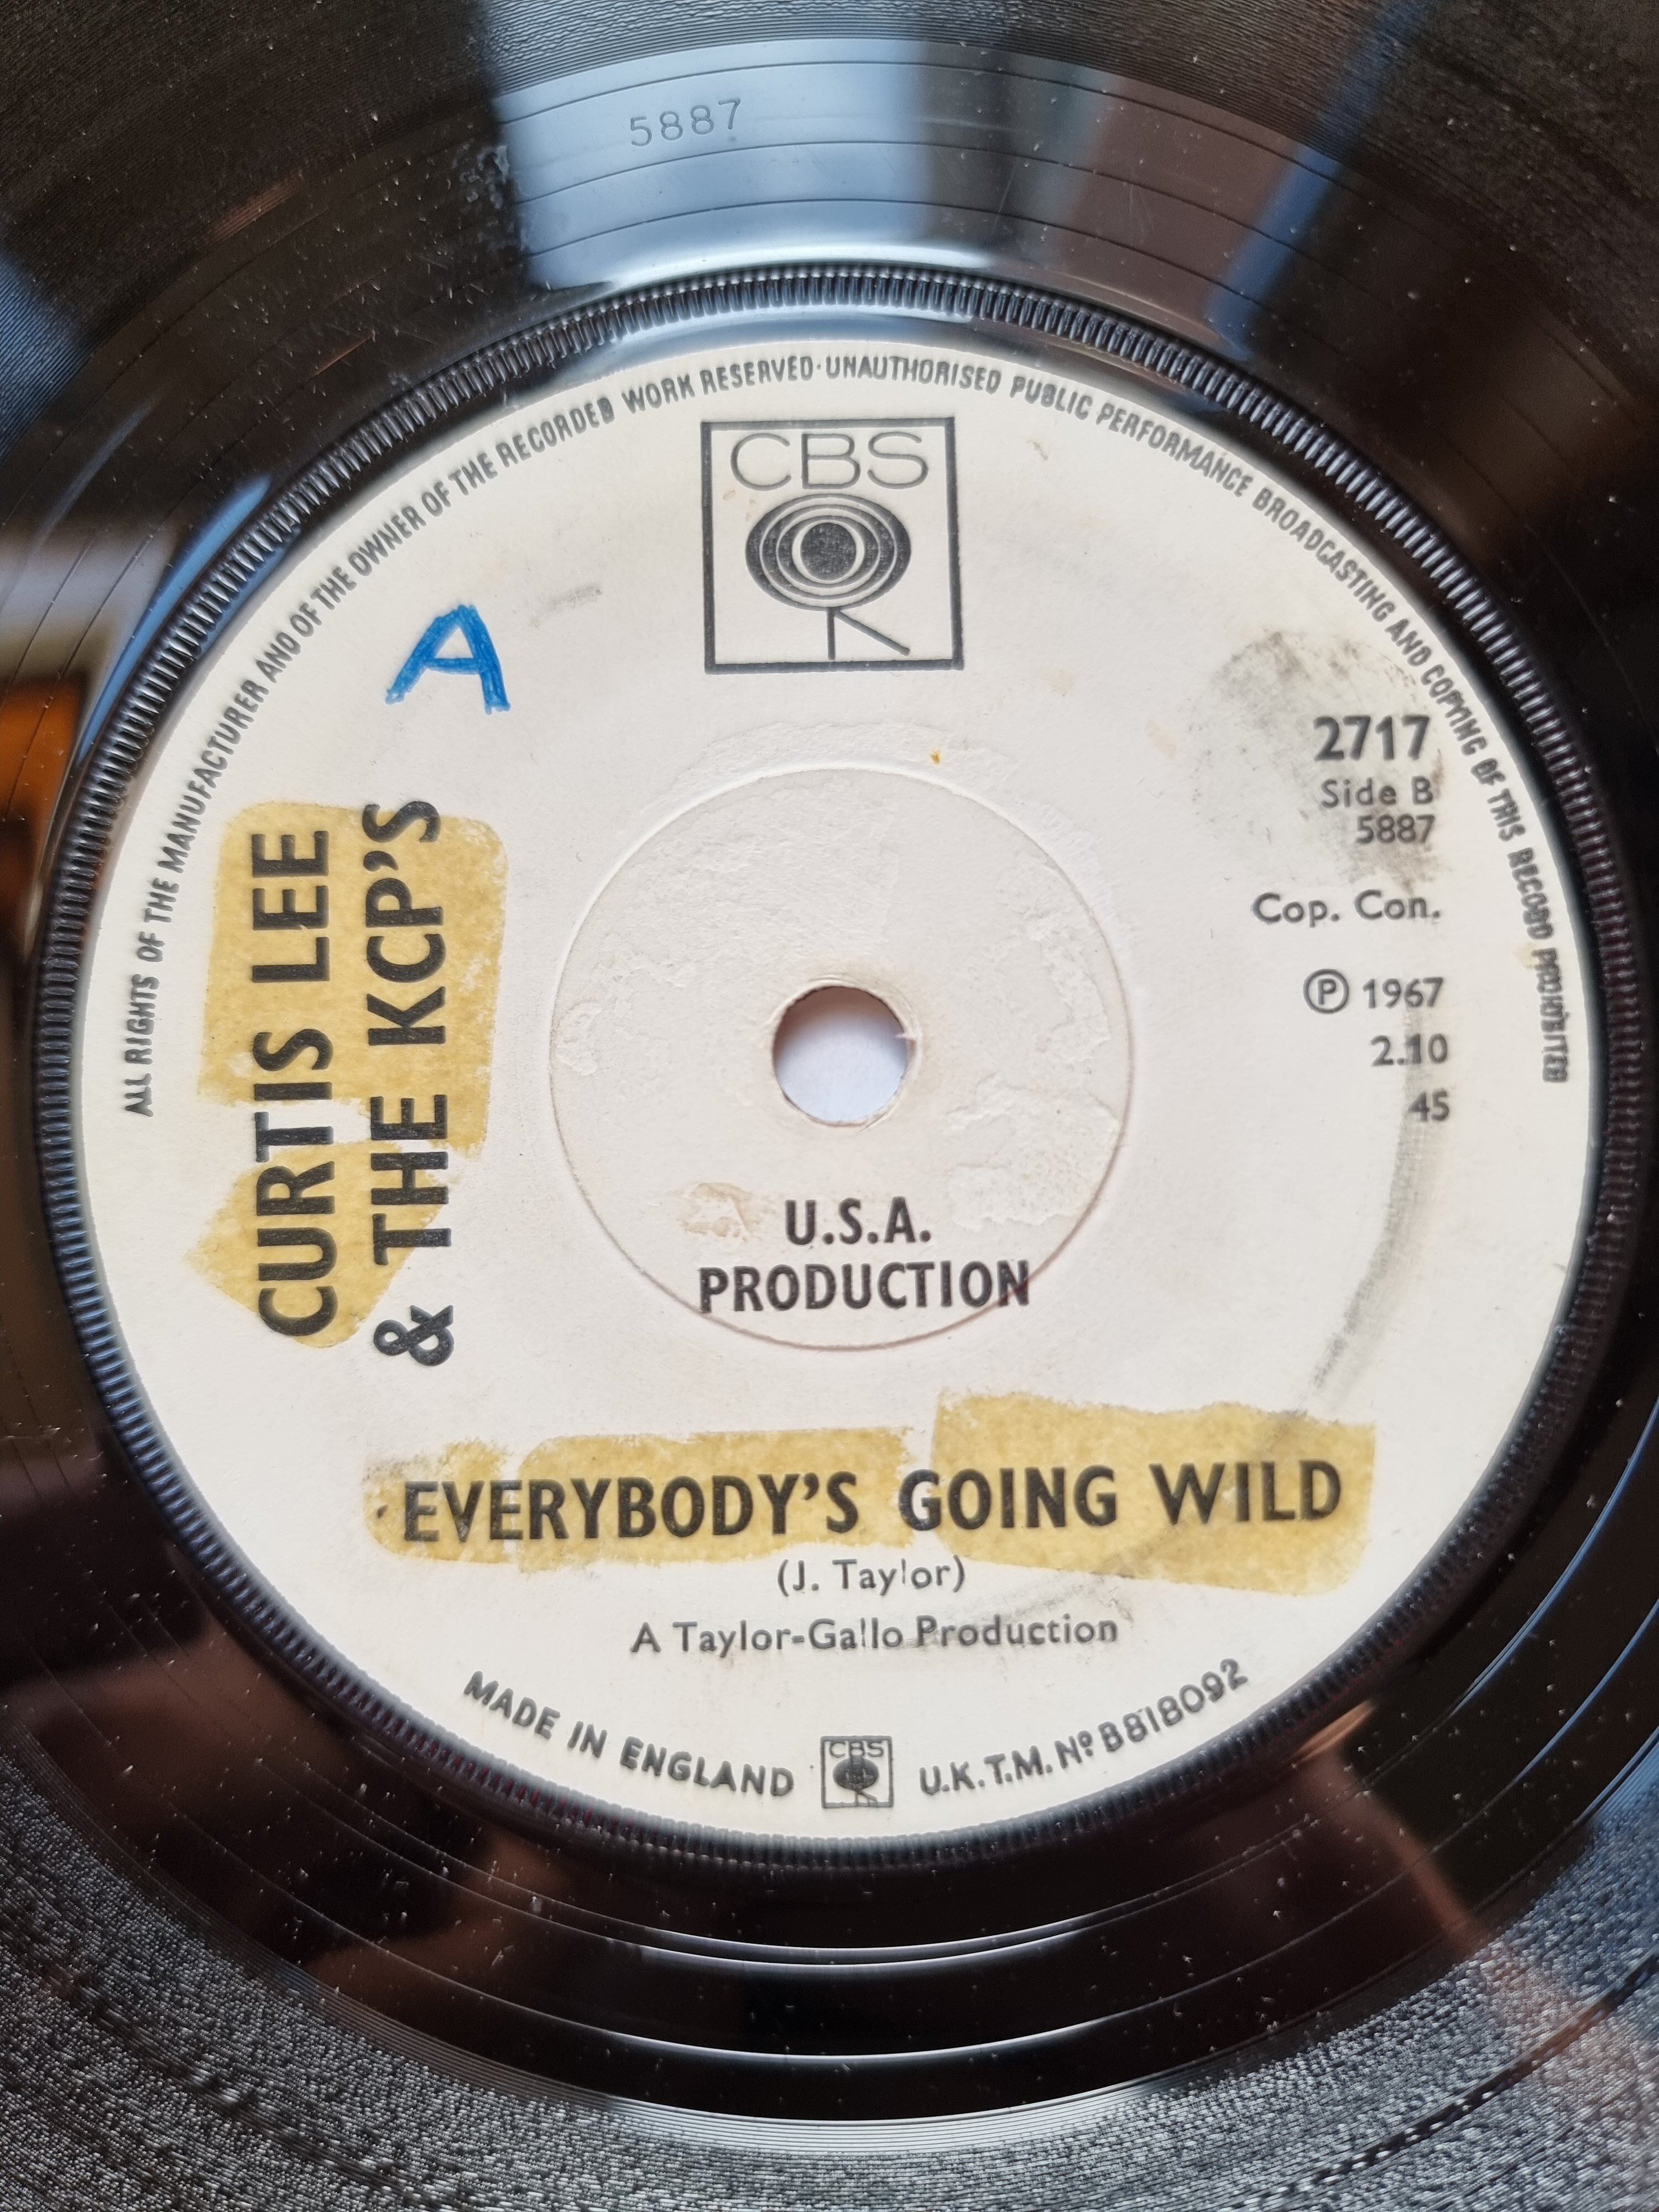 5887
ALL RIGHTS OF THE MANUFACTURER AND OF THE OWNER OF THE RECORDED WORK RESERVED·UNAUTHORISED PUBLIC PERFORMANCE BROADCASTING AND COPYING OF THIS RECORD PROHIBITED
CBS
A
2717
Side B
5887
Cop. Con.
Ⓟ 1967
2.10
45
CURTIS LEE
& THE KCP'S
U.S.A.
PRODUCTION
EVERYBODY'S GOING WILD
(J. Taylor)
A Taylor-Gallo Production
MADE IN ENGLAND CBS U.K.T.M. Nº B818092